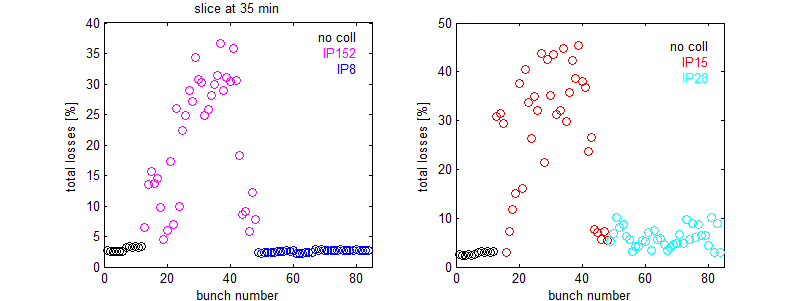 slice at 35 min
40
35
30
25
20
15
10
5
0
total losses [%]
no coll
IP152
IP8
0
20
40
60
80
bunch number
50
40
30
20
10
0
total losses [%]
no coll
IP15
IP28
0
20
40
60
80
bunch number